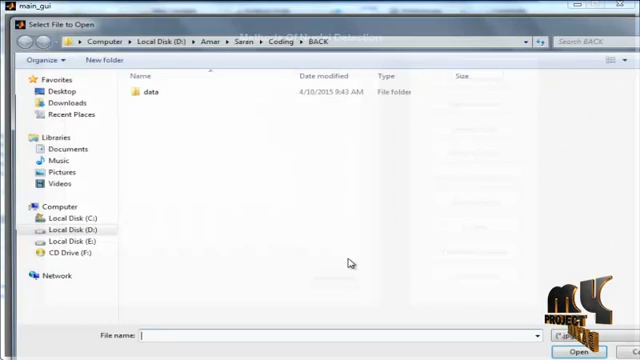 main_gui
Select File to Open
Computer Local Disk (D:) Amar Saran Coding BACK
Search BACK
Organize New folder
Name Date modified Type Size
data 4/10/2015 9:43 AM File folder
Favorites
Desktop
Downloads
Recent Places
Libraries
Documents
Music
Pictures
Videos
Computer
Local Disk (C:)
Local Disk (D:)
Local Disk (E:)
CD Drive (F:)
Network
File name:
Open
MY
PROJECT